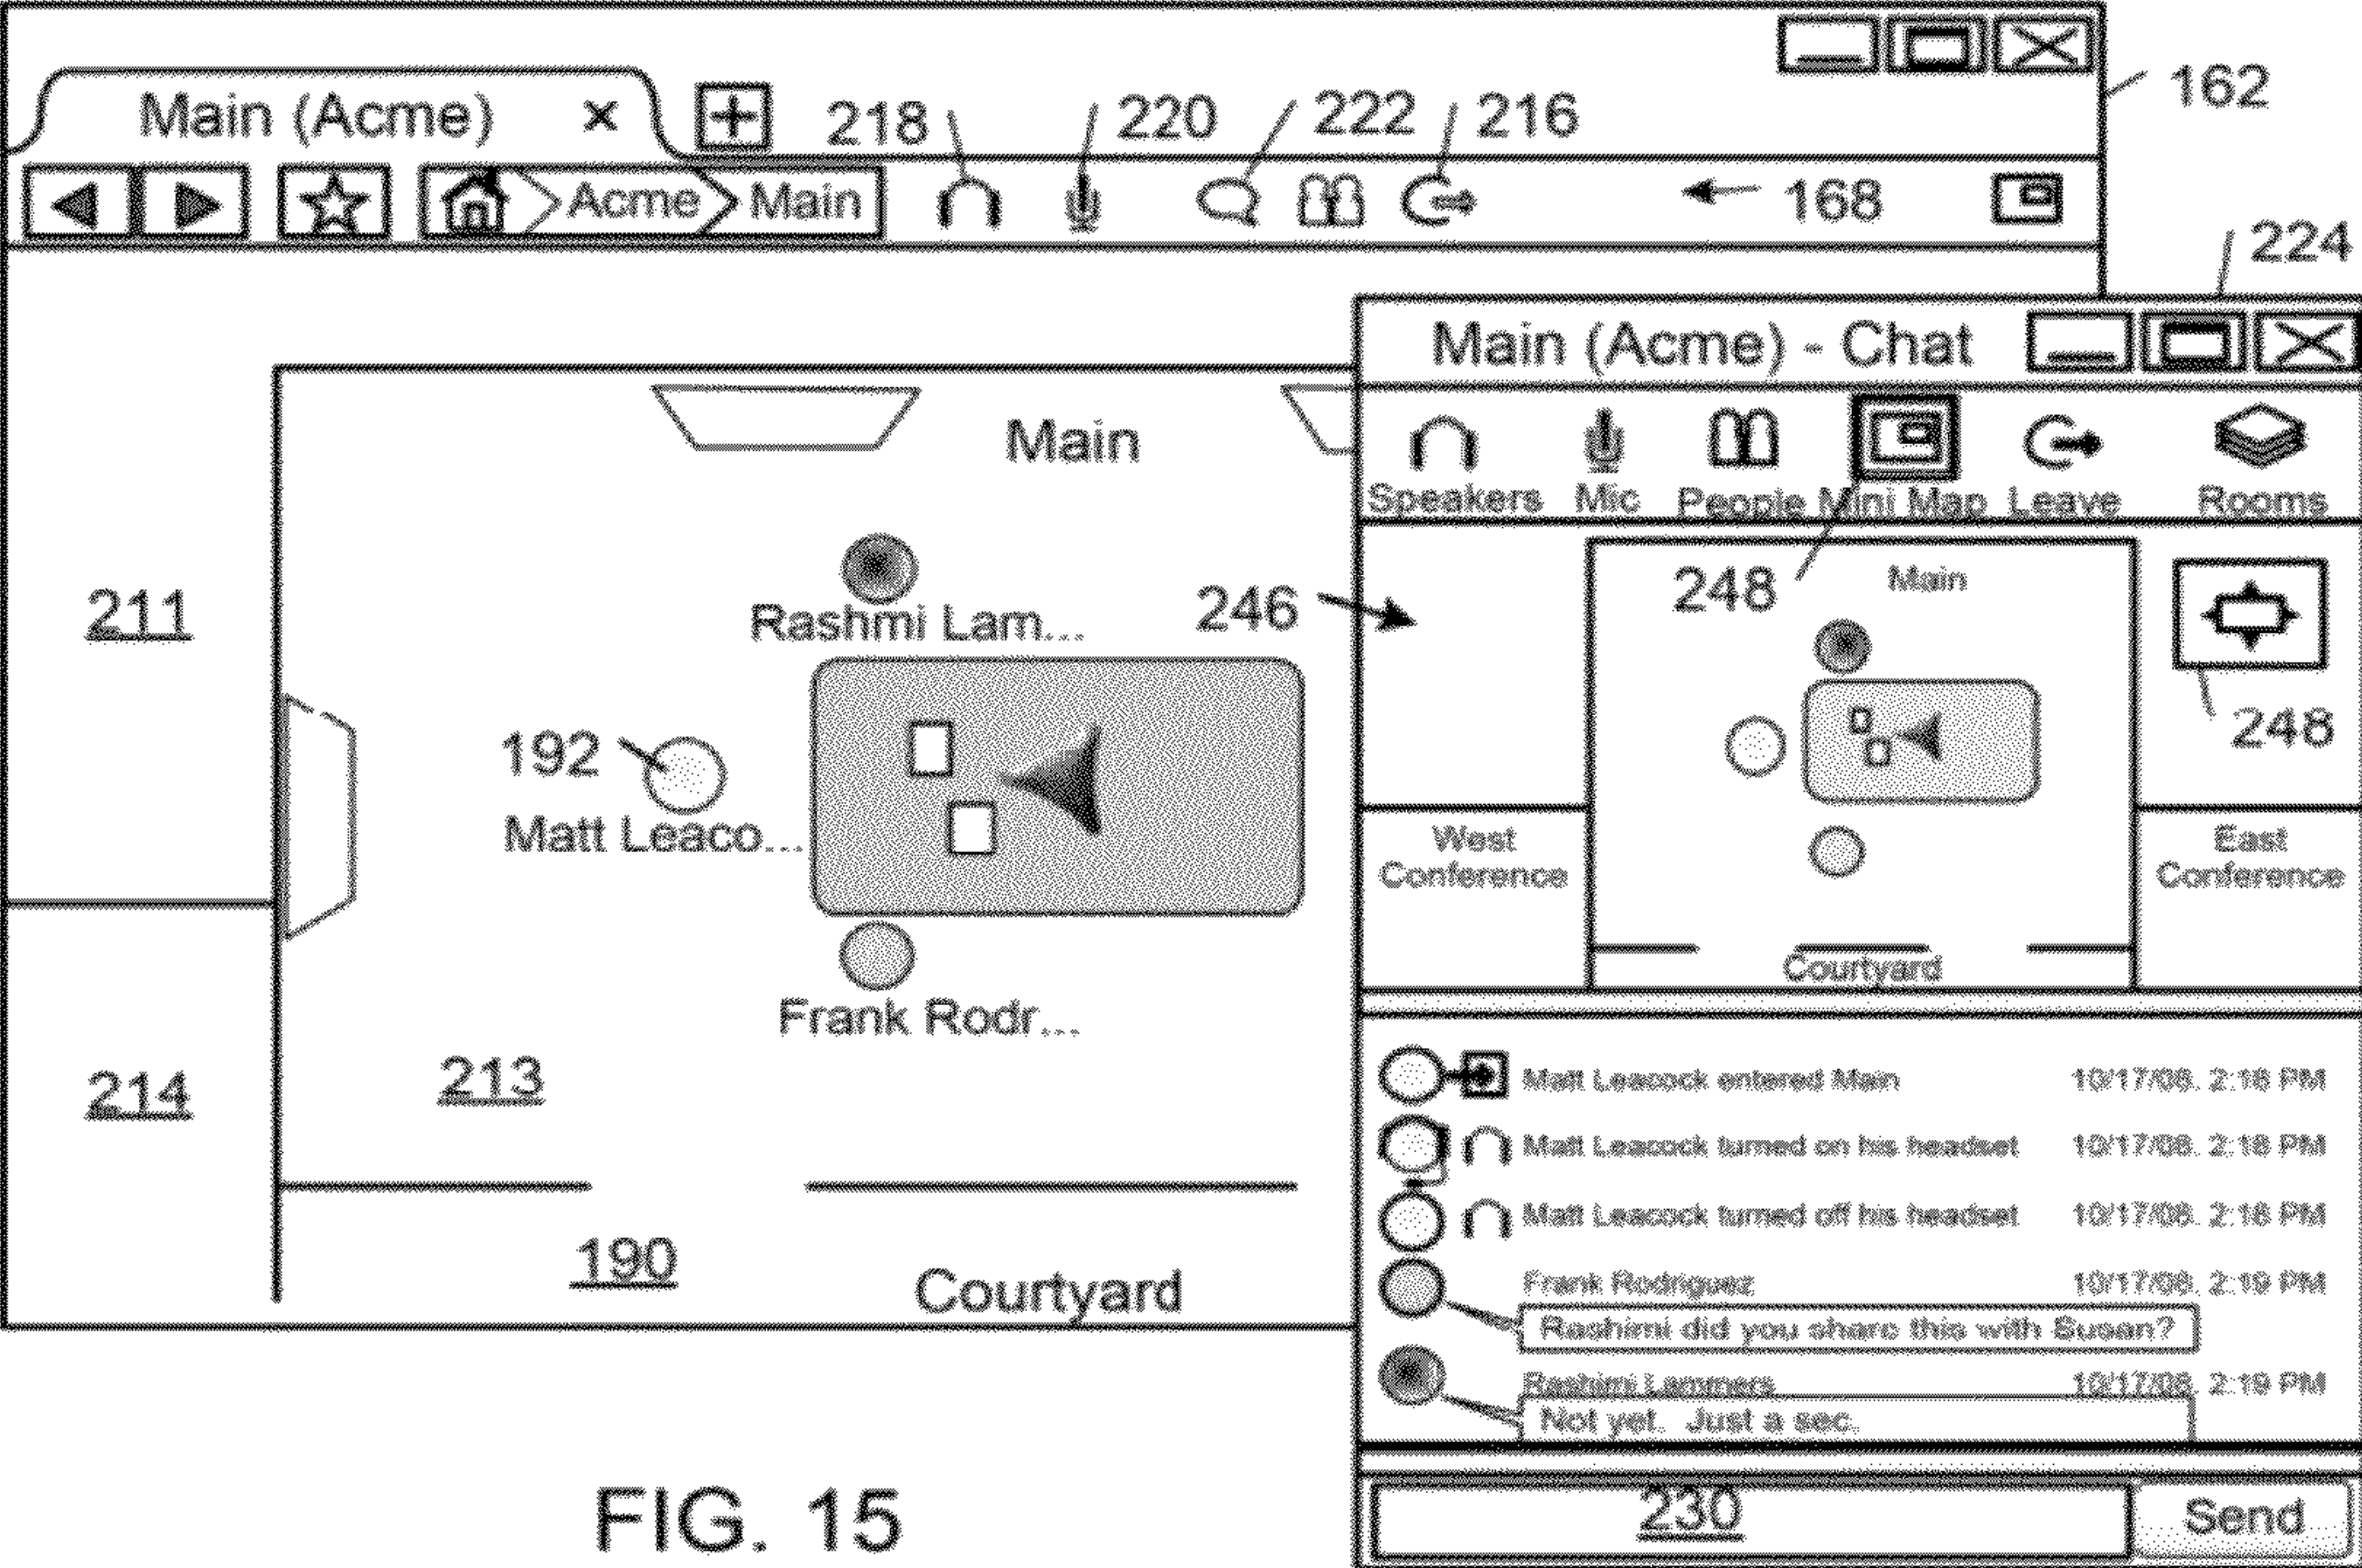 162
Main (Acme)
218
220
222
216
Acme
Main
168
224
Main (Acme) - Chat
Speakers
Mic
People
Mini Map
Leave
Rooms
Main
211
Rashmi Lam...
246
248
Main
248
192
Matt Leaco...
West
Conference
East
Conference
Courtyard
Frank Rodr...
213
214
190
Courtyard
Matt Leacock entered Main 10/17/08, 2:18 PM
Matt Leacock turned on his headset 10/17/08, 2:18 PM
Matt Leacock turned off his headset 10/17/08, 2:18 PM
Frank Rodriguez 10/17/08, 2:19 PM
Rashimi did you share this with Susan?
Rashimi Lammers 10/17/08, 2:19 PM
Not yet. Just a sec.
230
Send
FIG. 15